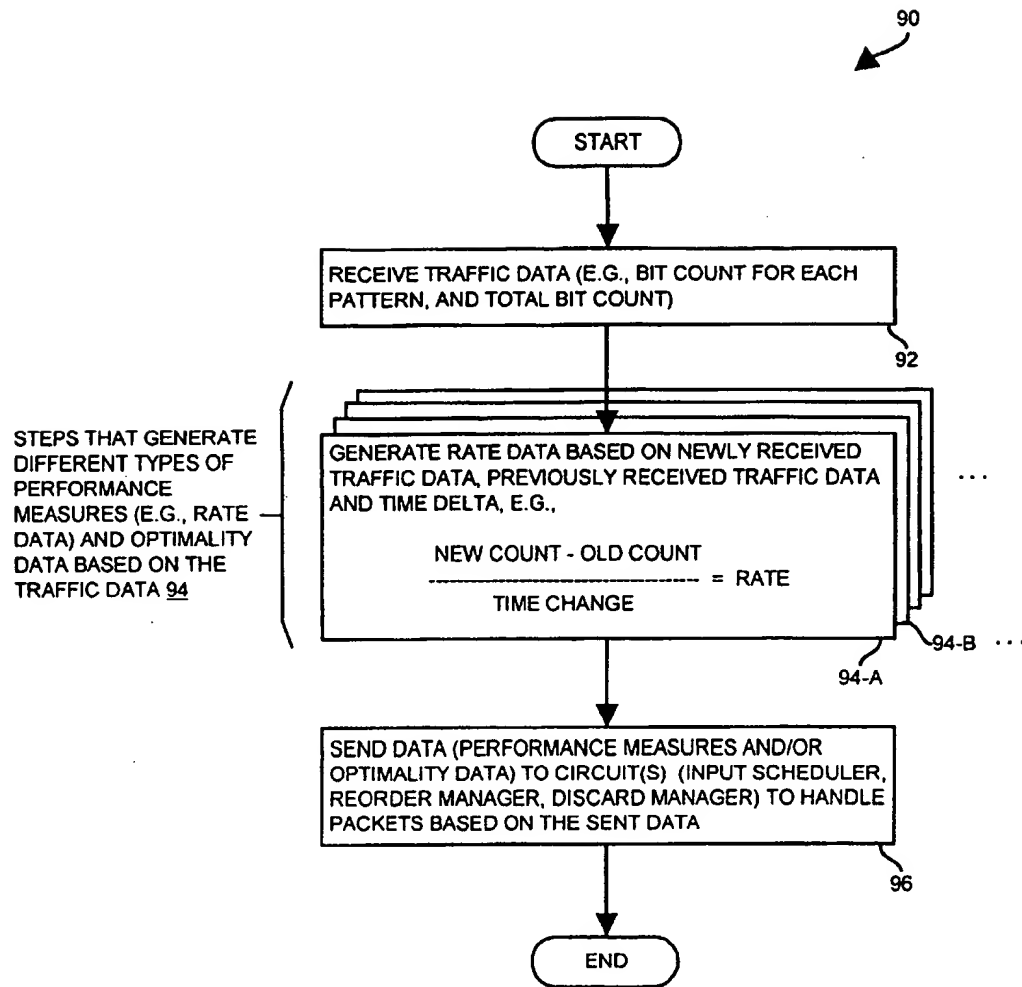 90
START
RECEIVE TRAFFIC DATA (E.G., BIT COUNT FOR EACH
PATTERN, AND TOTAL BIT COUNT)
92
STEPS THAT GENERATE
DIFFERENT TYPES OF
PERFORMANCE
MEASURES (E.G., RATE
DATA) AND OPTIMALITY
DATA BASED ON THE
TRAFFIC DATA 94
GENERATE RATE DATA BASED ON NEWLY RECEIVED
TRAFFIC DATA, PREVIOUSLY RECEIVED TRAFFIC DATA
AND TIME DELTA, E.G.,
NEW COUNT - OLD COUNT
---------------------------------- = RATE
TIME CHANGE
...
94-B ...
94-A
SEND DATA (PERFORMANCE MEASURES AND/OR
OPTIMALITY DATA) TO CIRCUIT(S) (INPUT SCHEDULER,
REORDER MANAGER, DISCARD MANAGER) TO HANDLE
PACKETS BASED ON THE SENT DATA
96
END